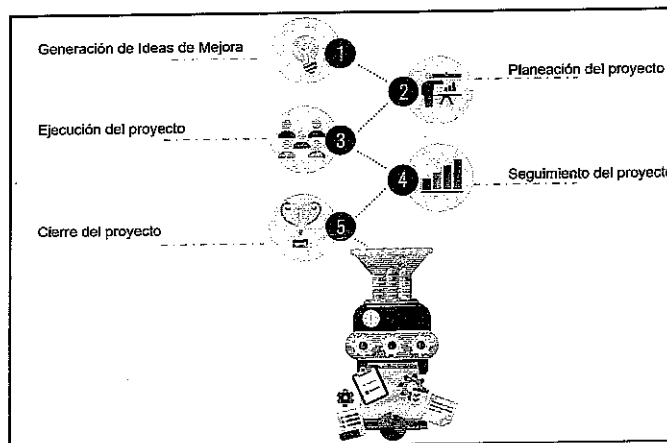 Generación de Ideas de Mejora
1
2
Planeación del proyecto
Ejecución del proyecto
3
4
Seguimiento del proyecto
Cierre del proyecto
5